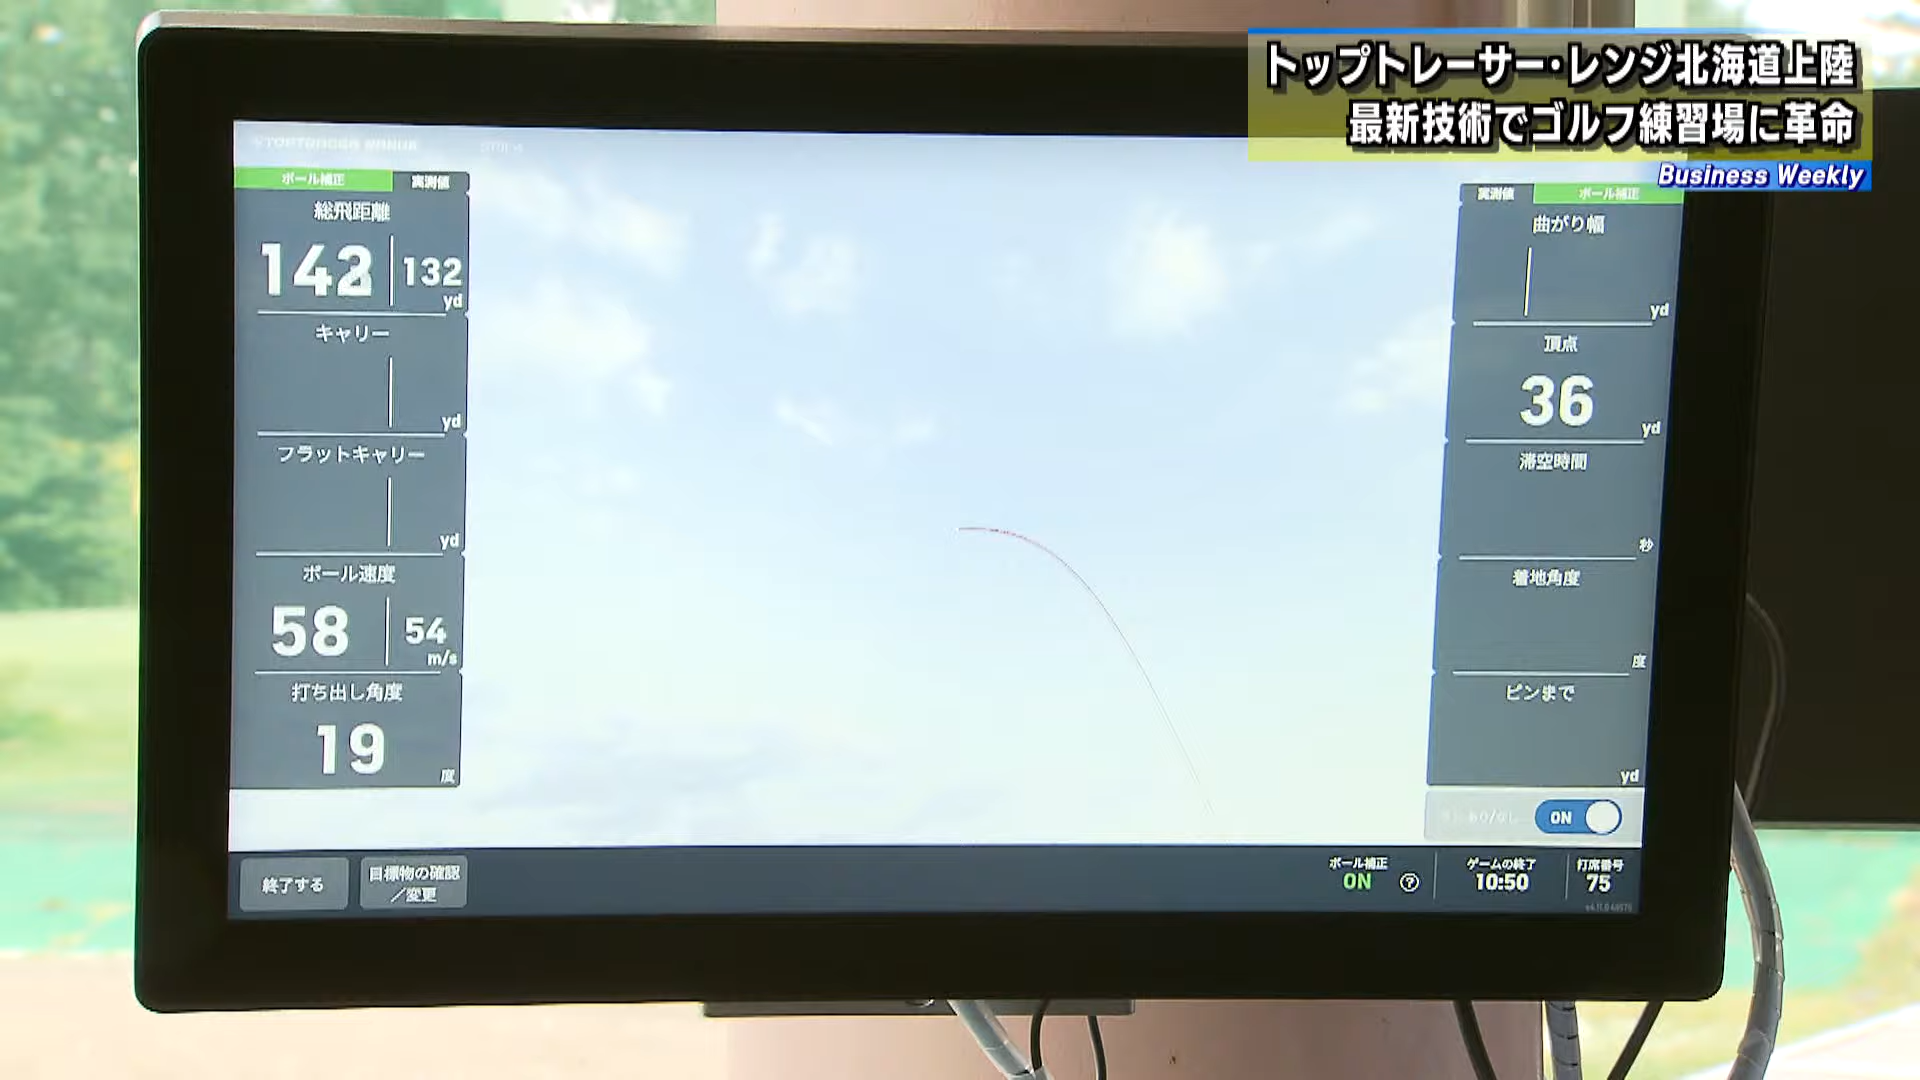 トップトレーサー・レンジ北海道上陸
最新技術でゴルフ練習場に革命
Business Weekly
ボール補正 実測値
総飛距離
132
yd
キャリー
yd
フラットキャリー
yd
ボール速度
58 54
m/s
打ち出し角度
19
度
実測値 ボール補正
曲がり幅
yd
頂点
36
yd
滞空時間
秒
着地角度
度
ピンまで
yd
ON
終了する
目標物の確認
／変更
ボール補正
ON
?
ゲームの終了
10:50
打席番号
75